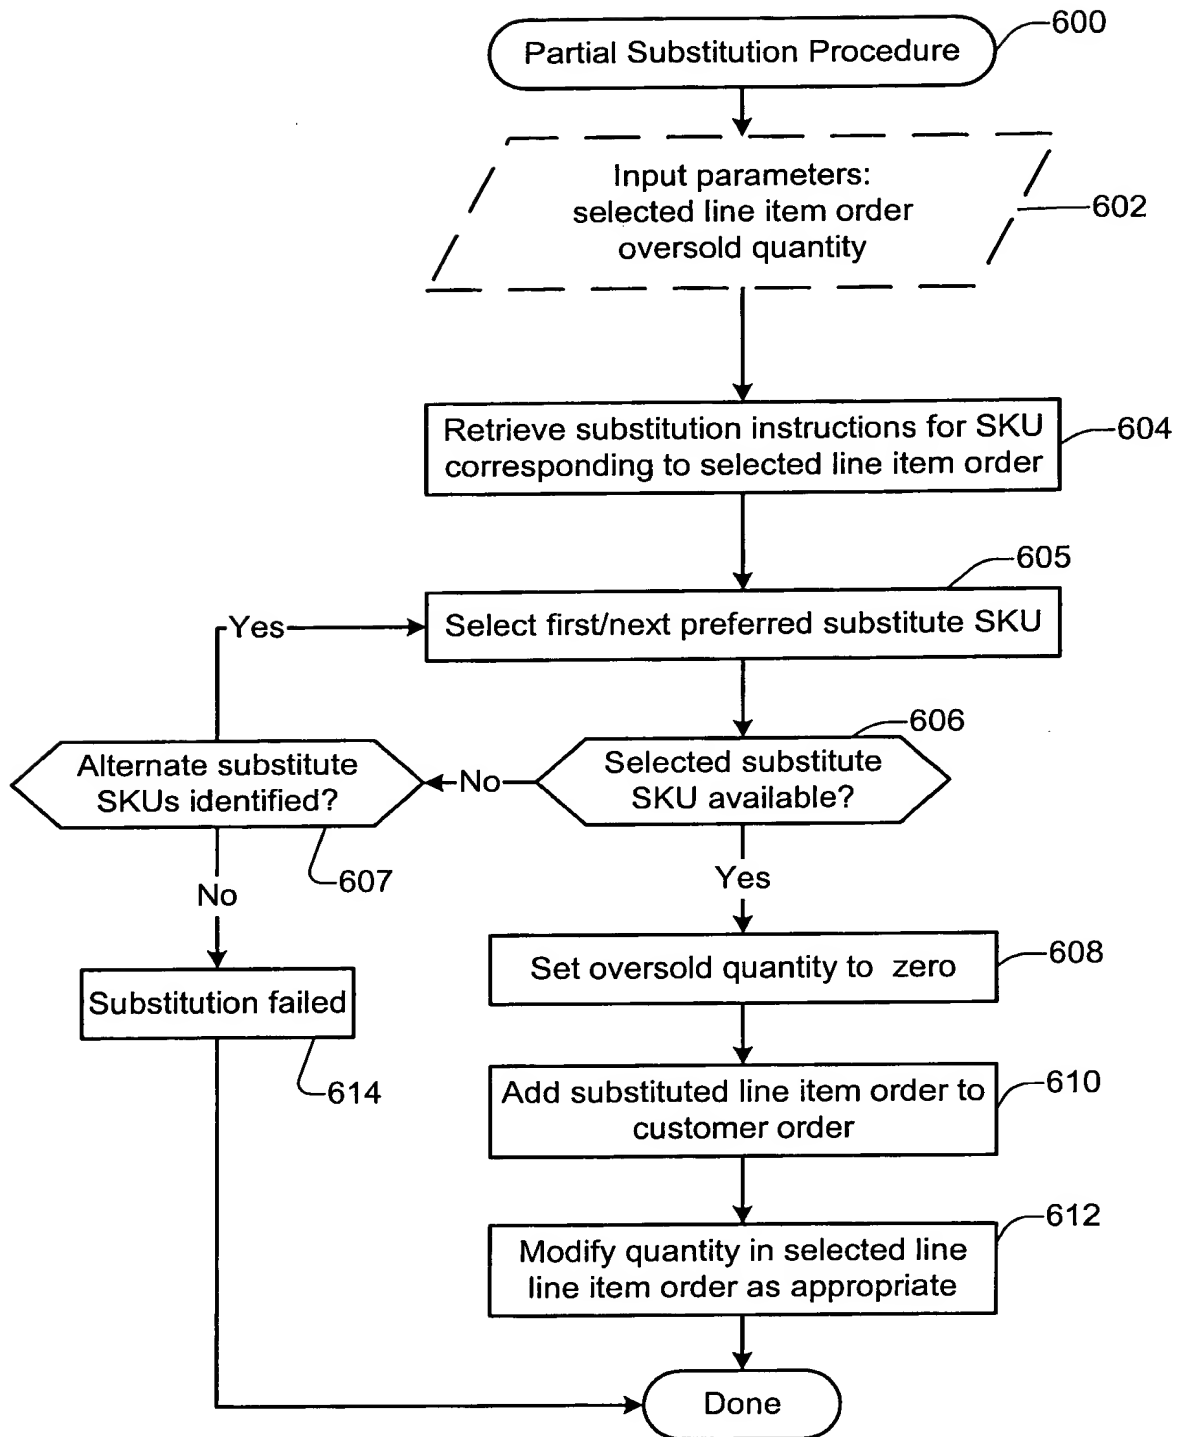 600
Partial Substitution Procedure
Input parameters:
selected line item order
oversold quantity
602
Retrieve substitution instructions for SKU
corresponding to selected line item order
604
605
Select first/next preferred substitute SKU
Yes
606
Selected substitute
SKU available?
No
Alternate substitute
SKUs identified?
607
No
Substitution failed
614
Yes
Set oversold quantity to zero
608
Add substituted line item order to
customer order
610
612
Modify quantity in selected line
line item order as appropriate
Done